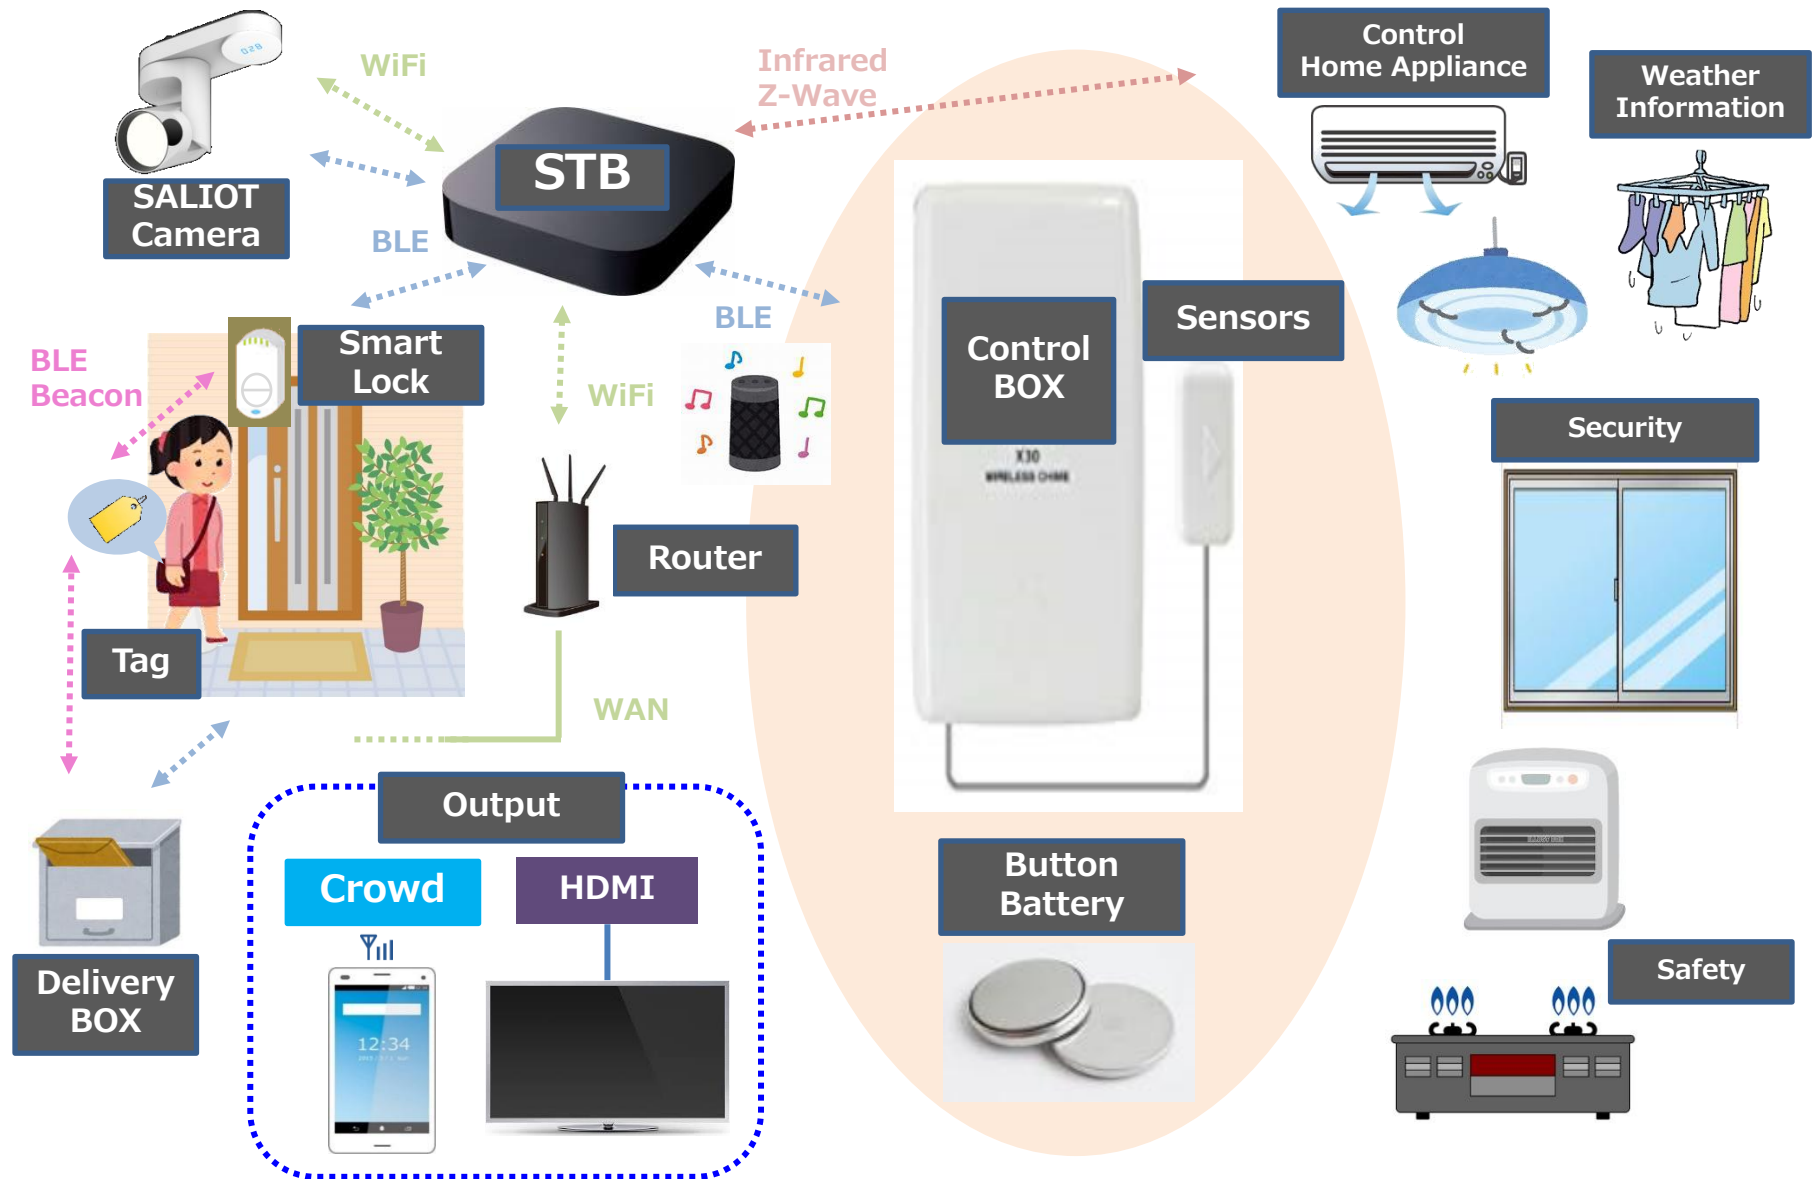 WiFi
Infrared
Z-Wave
Control
Home Appliance
Weather
Information
STB
SALIOT
Camera
BLE
BLE
Sensors
Smart
Lock
Control
BOX
BLE
Beacon
WiFi
Security
X30
WIRELESS CHIME
Router
Tag
WAN
Output
Crowd
HDMI
Button
Battery
Delivery
BOX
Safety
12:34